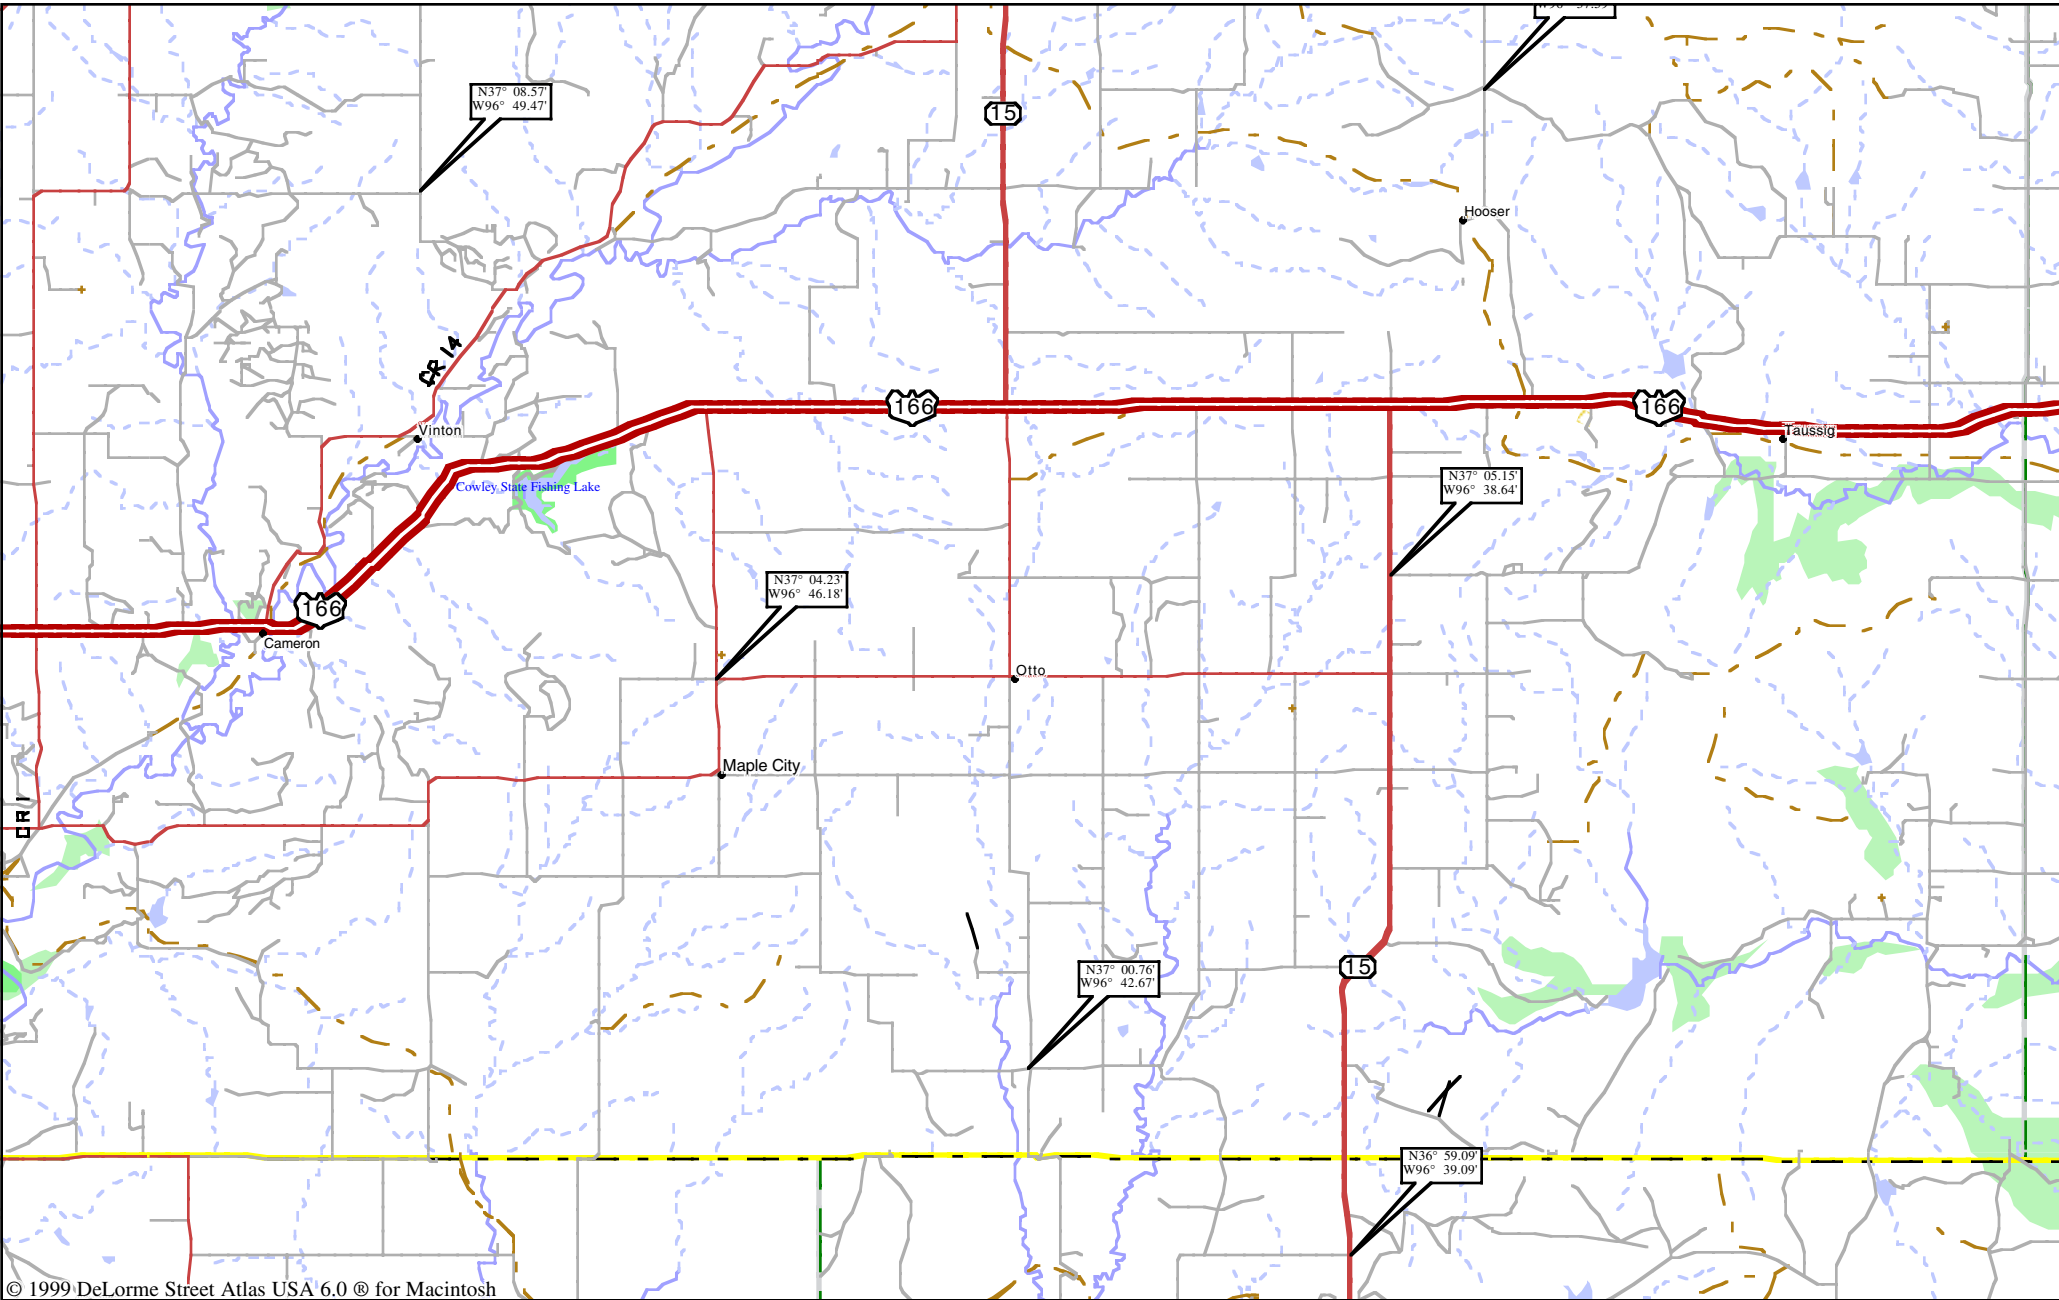 N37° 08.57'
W96° 49.47'
15
Hooser
CR 14
166
166
Vinton
Taussig
Cowley State Fishing Lake
N37° 05.15'
W96° 38.64'
N37° 04.23'
W96° 46.18'
166
Cameron
Otto
Maple City
CR 1
15
N37° 00.76'
W96° 42.67'
N36° 59.09'
W96° 39.09'
© 1999 DeLorme Street Atlas USA 6.0 ® for Macintosh